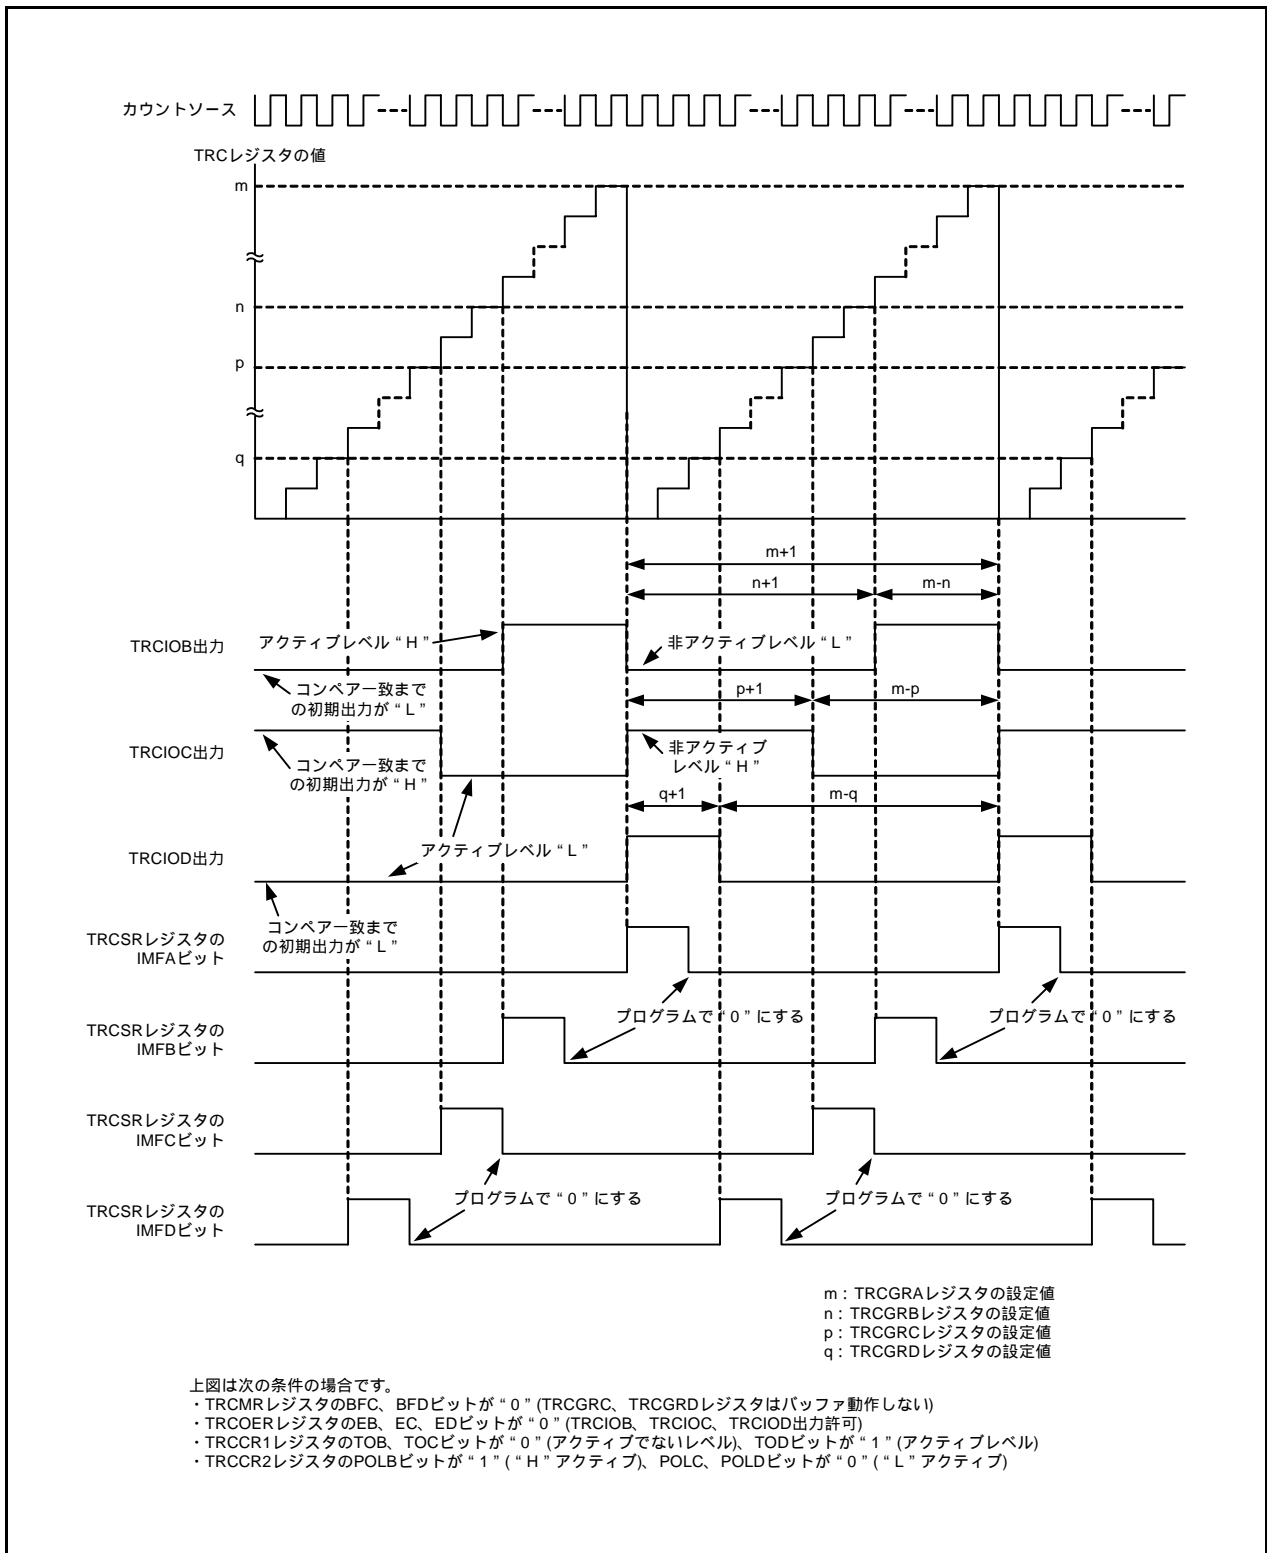 カウントソース
TRCレジスタの値
m
n
p
q
m+1
n+1
m-n
TRCIOB出力
アクティブレベル“H”
非アクティブレベル“L”
コンペア一致まで
の初期出力が“L”
p+1
m-p
TRCIOC出力
非アクティブ
レベル“H”
コンペア一致まで
の初期出力が“H”
q+1
m-q
TRCIOD出力
アクティブレベル“L”
コンペア一致まで
の初期出力が“L”
TRCSRレジスタの
IMFAビット
プログラムで“0”にする
プログラムで“0”にする
TRCSRレジスタの
IMFBビット
TRCSRレジスタの
IMFCビット
プログラムで“0”にする
プログラムで“0”にする
TRCSRレジスタの
IMFDビット
m:TRCGRAレジスタの設定値
n:TRCGRBレジスタの設定値
p:TRCGRCレジスタの設定値
q:TRCGRDレジスタの設定値
上図は次の条件の場合です。
・TRCMRレジスタのBFC、BFDビットが“0”(TRCGRC、TRCGRDレジスタはバッファ動作しない)
・TRCOERレジスタのEB、EC、EDビットが“0”(TRCIOB、TRCIOC、TRCIOD出力許可)
・TRCCR1レジスタのTOB、TOCビットが“0”(アクティブでないレベル)、TODビットが“1”(アクティブレベル)
・TRCCR2レジスタのPOLBビットが“1”(“H”アクティブ)、POLC、POLDビットが“0”(“L”アクティブ)